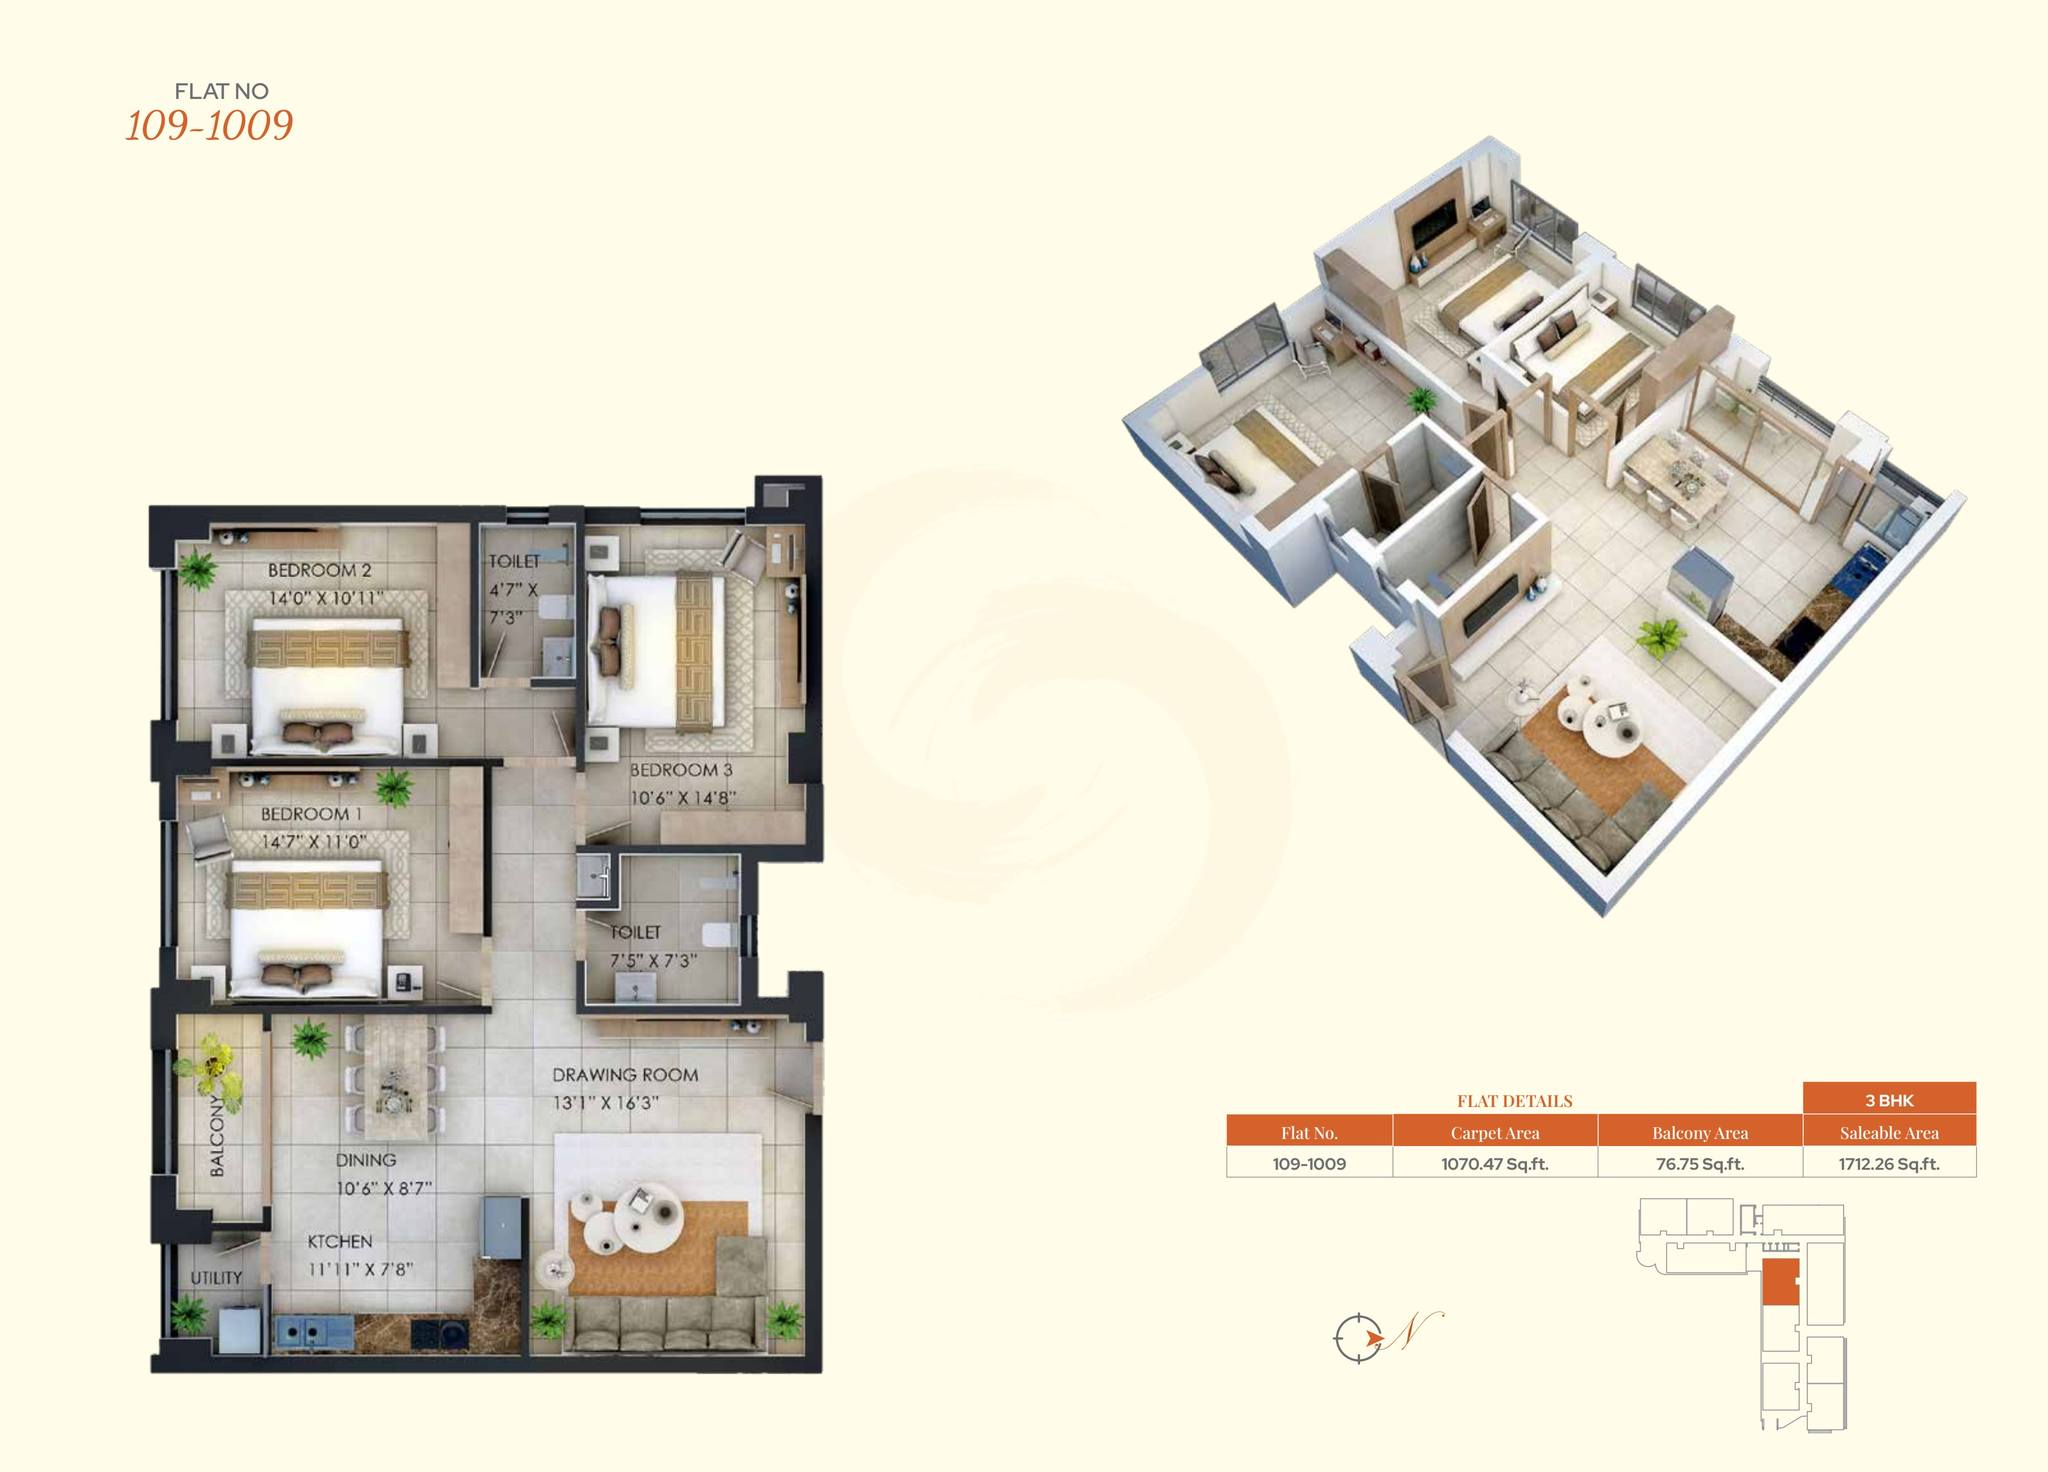 FLAT NO
109-1009
BEDROOM 2
14'0" X 10'11"
TOILET
4'7" X
7'3"
BEDROOM 3
10'6" X 14'8"
BEDROOM 1
14'7" X 11'0"
TOILET
7'5" X 7'3"
DRAWING ROOM
13'1" X 16'3"
BALCONY
DINING
10'6" X 8'7"
KTCHEN
11'11" X 7'8"
UTILITY
FLAT DETAILS 3 BHK
Flat No. Carpet Area Balcony Area Saleable Area
109-1009 1070.47 Sq.ft. 76.75 Sq.ft. 1712.26 Sq.ft.
N